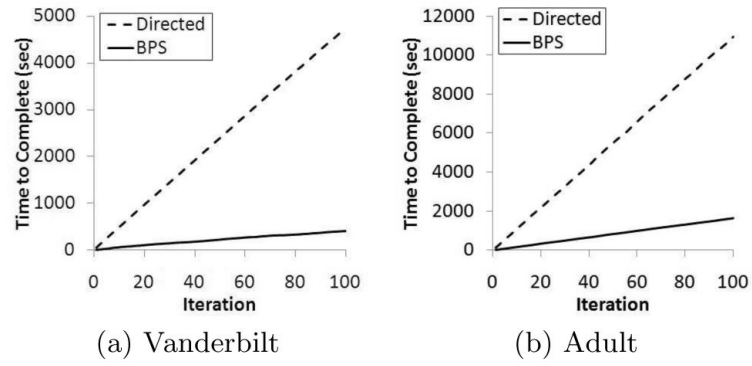 Directed
BPS
5000
4000
3000
2000
1000
0
Time to Complete (sec)
0 20 40 60 80 100
Iteration
(a) Vanderbilt
Directed
BPS
12000
10000
8000
6000
4000
2000
0
Time to Complete (sec)
0 20 40 60 80 100
Iteration
(b) Adult